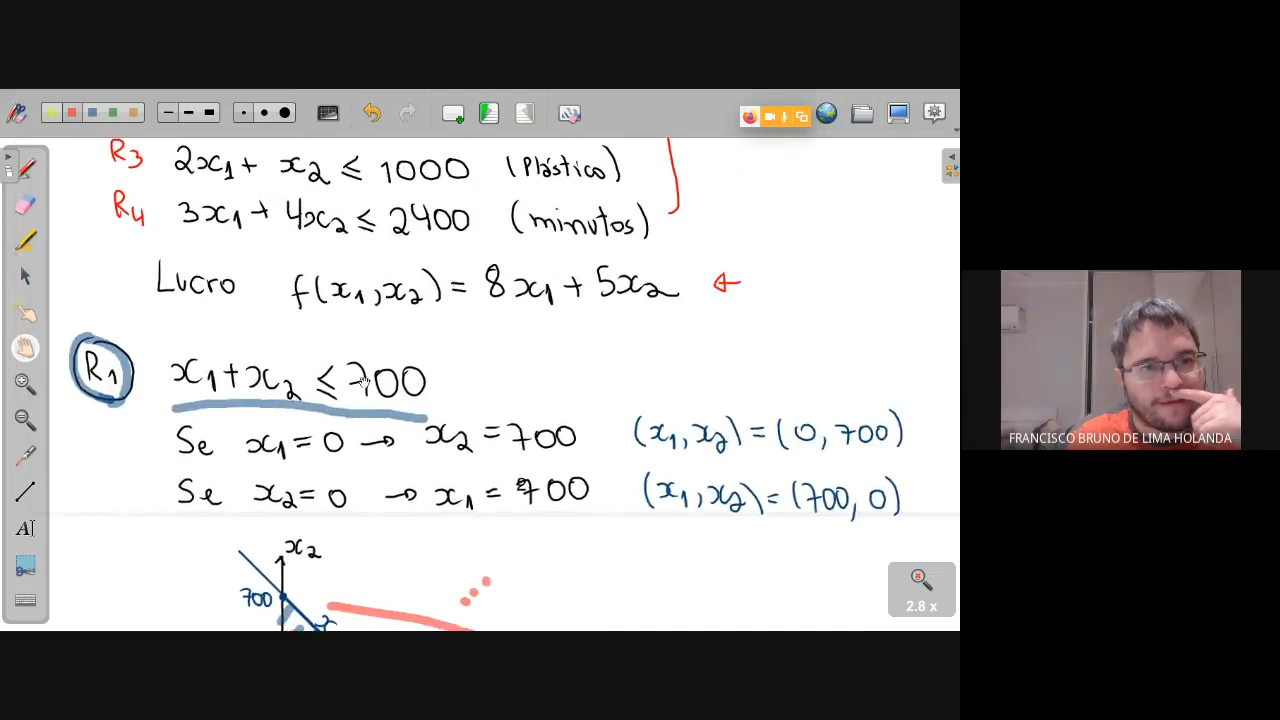 R3 2x1 + x2 ≤ 1000 (Plástico)
R4 3x1 + 4x2 ≤ 2400 (minutos)
Lucro f(x1,x2) = 8x1 + 5x2 ←
R1 x1 + x2 ≤ 700
Se x1 = 0 → x2 = 700 (x1,x2) = (0,700)
Se x2 = 0 → x1 = 700 (x1,x2) = (700,0)
x2
700
2.8 x
AI
FRANCISCO BRUNO DE LIMA HOLANDA